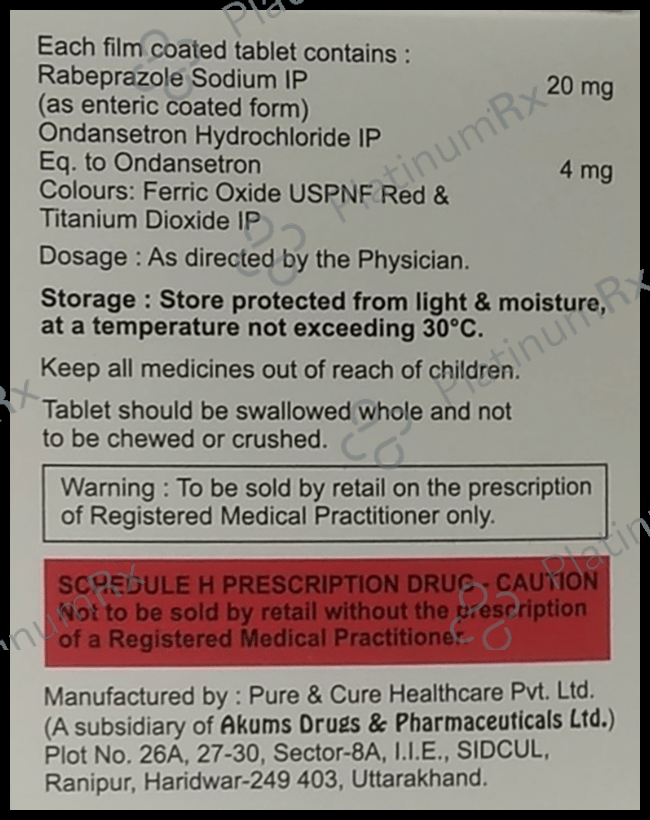 Each film coated tablet contains :
Rabeprazole Sodium IP 20 mg
(as enteric coated form)
Ondansetron Hydrochloride IP
Eq. to Ondansetron 4 mg
Colours: Ferric Oxide USPNF Red &
Titanium Dioxide IP
Dosage : As directed by the Physician.
Storage : Store protected from light & moisture,
at a temperature not exceeding 30°C.
Keep all medicines out of reach of children.
Tablet should be swallowed whole and not
to be chewed or crushed.
Warning : To be sold by retail on the prescription
of Registered Medical Practitioner only.
SCHEDULE H PRESCRIPTION DRUG - CAUTION
Not to be sold by retail without the prescription
of a Registered Medical Practitioner.
Manufactured by : Pure & Cure Healthcare Pvt. Ltd.
(A subsidiary of Akums Drugs & Pharmaceuticals Ltd.)
Plot No. 26A, 27-30, Sector-8A, I.I.E., SIDCUL,
Ranipur, Haridwar-249 403, Uttarakhand.
PlatinumRx
PlatinumRx